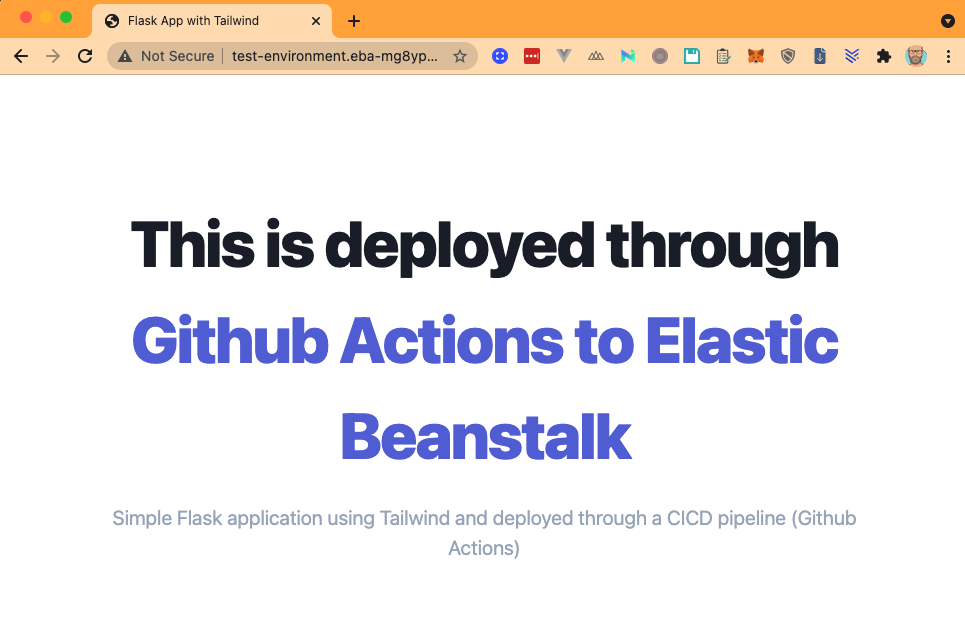 Flask App with Tailwind
Not Secure test-environment.eba-mg8yp...
This is deployed through
Github Actions to Elastic
Beanstalk
Simple Flask application using Tailwind and deployed through a CICD pipeline (Github
Actions)